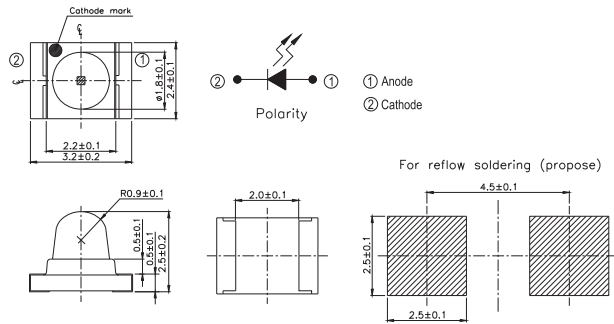 Cathode mark
℄
②
①
℄
ø1.8±0.1
2.4±0.1
2.2±0.1
3.2±0.2
② ①
Polarity
① Anode
② Cathode
For reflow soldering (propose)
R0.9±0.1
0.5±0.1
0.5±0.1
2.5±0.2
2.0±0.1
4.5±0.1
2.5±0.1
2.5±0.1